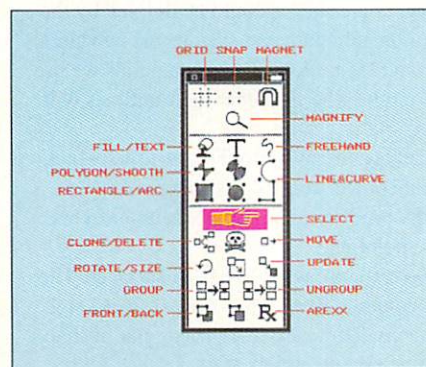 GRID SNAP MAGNET
MAGNIFY
FILL/TEXT T FREEHAND
POLYGON/SMOOTH
LINE&CURVE
RECTANGLE/ARC
SELECT
CLONE/DELETE MOVE
ROTATE/SIZE UPDATE
GROUP UNGROUP
FRONT/BACK Rx AREXX